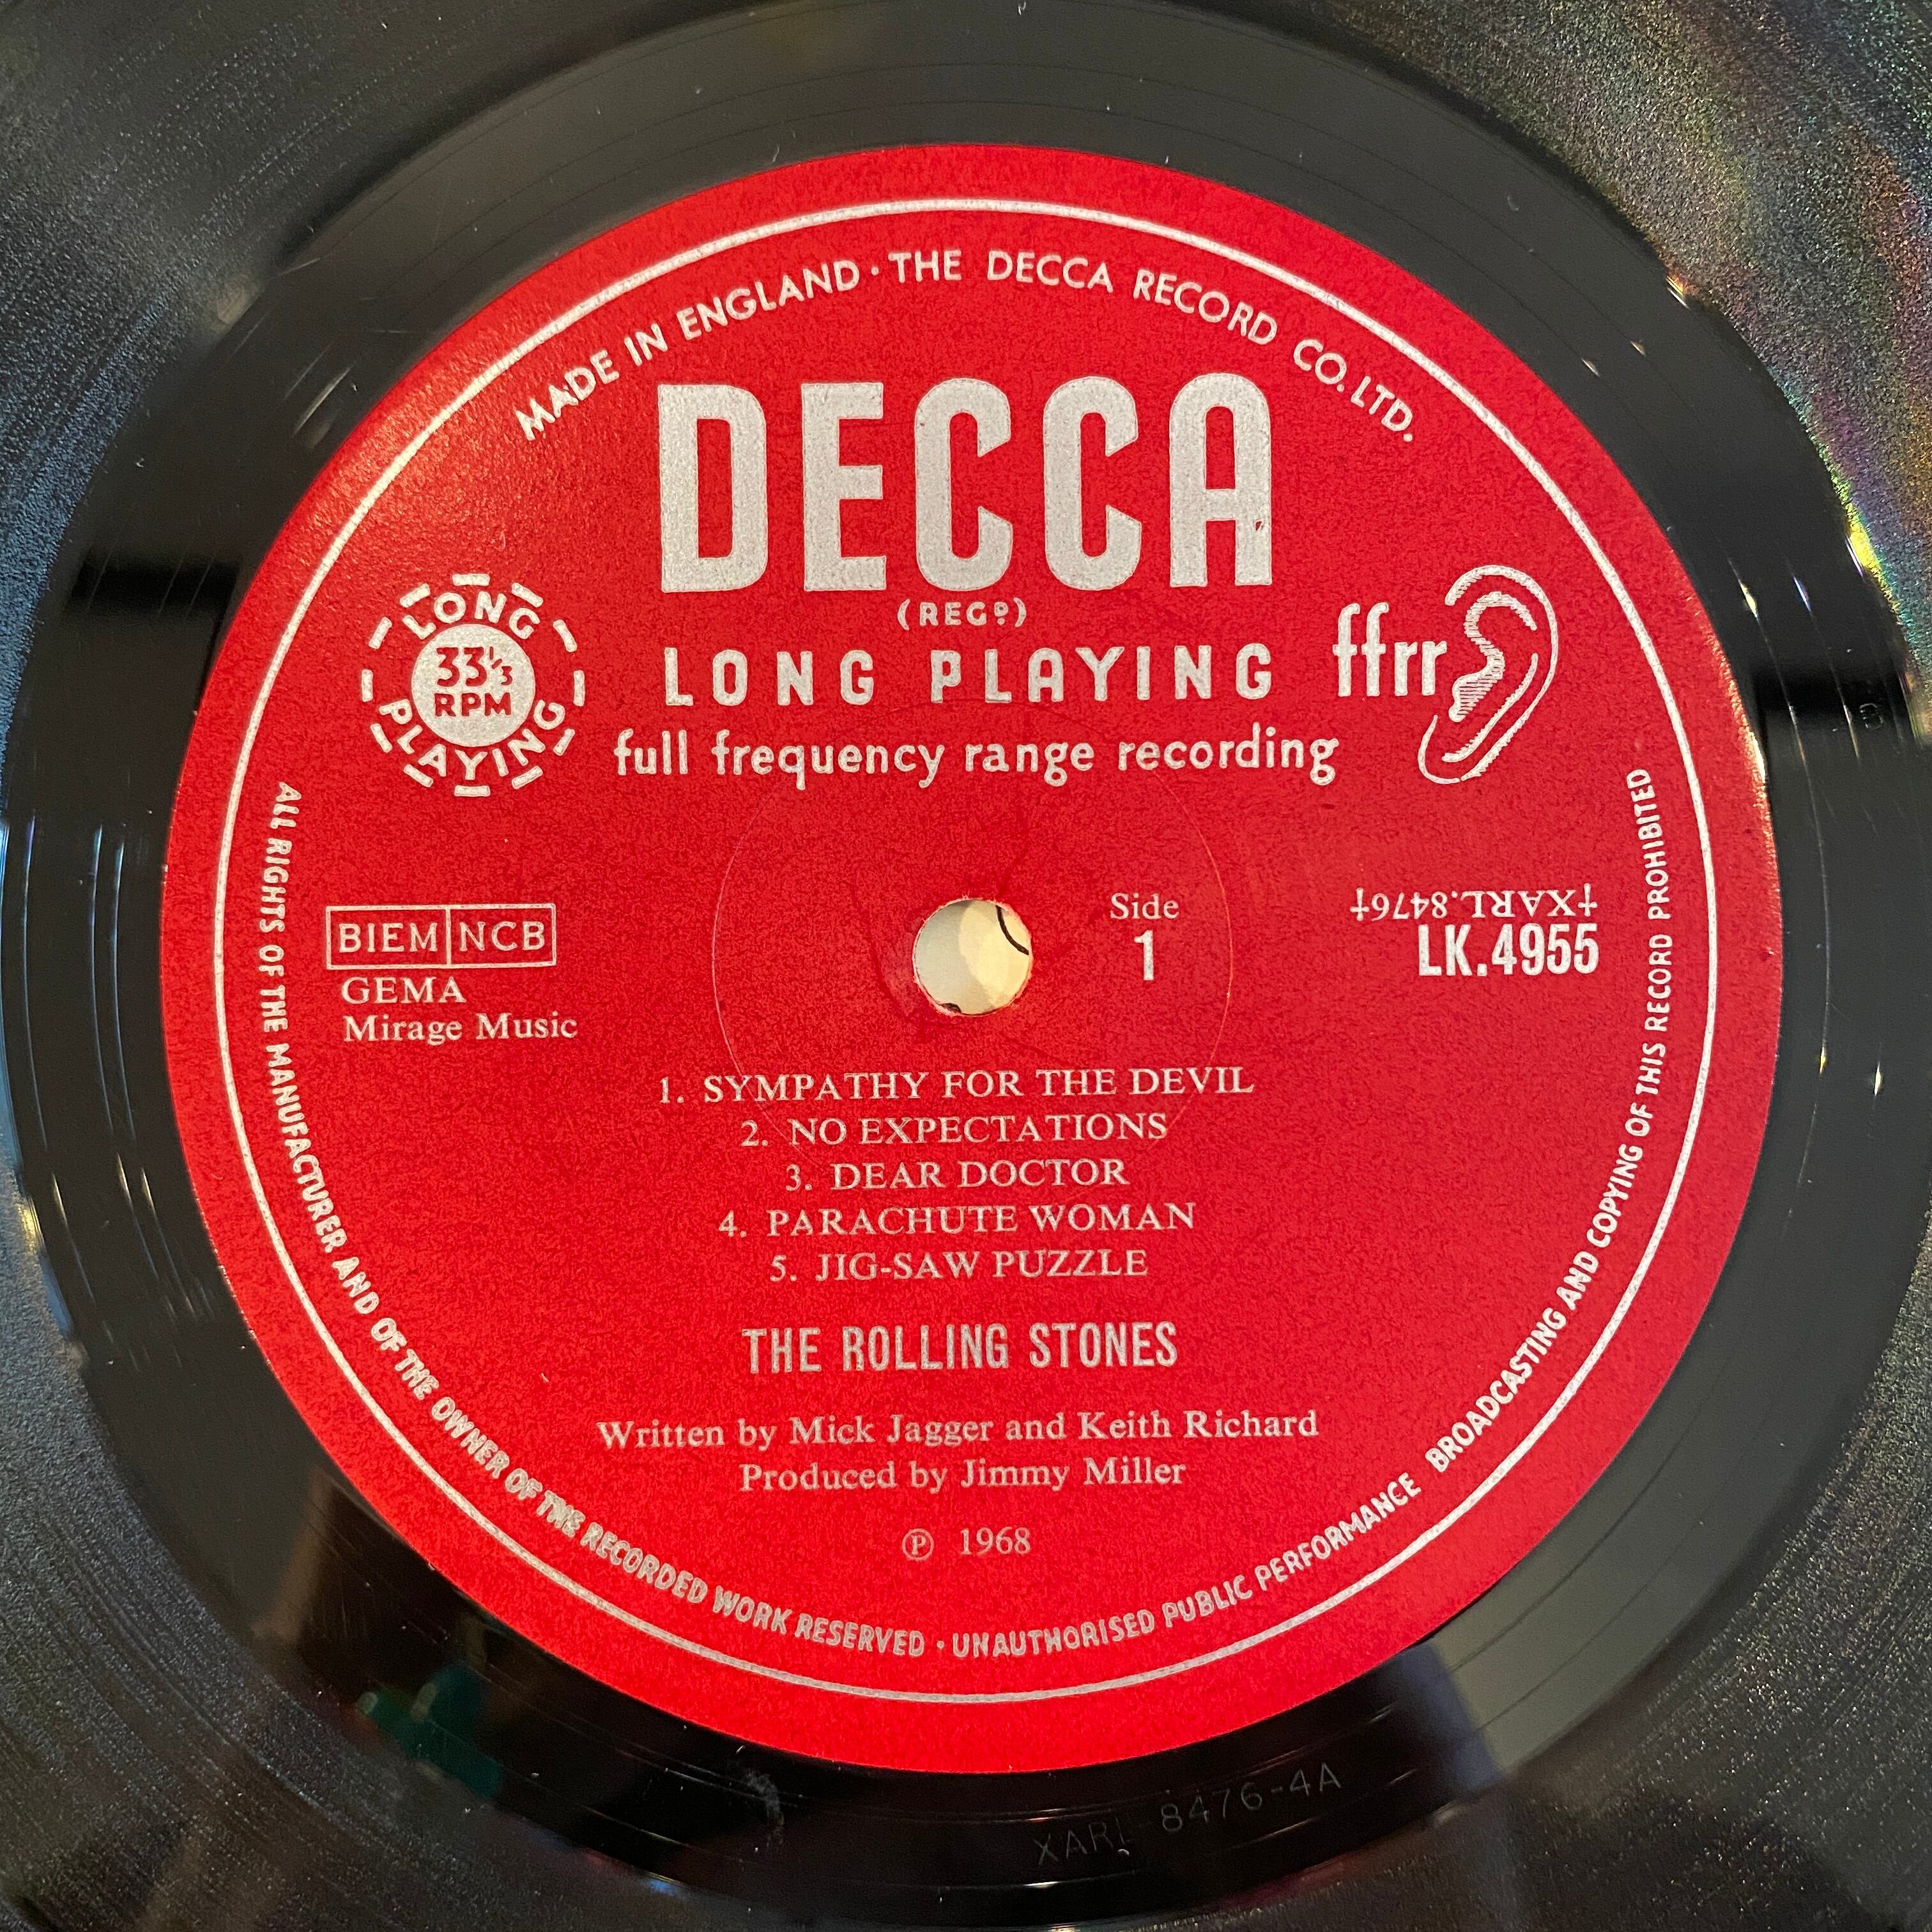 MADE IN ENGLAND · THE DECCA RECORD CO. LTD.
DECCA
(REGD)
LONG PLAYING
ffrr
full frequency range recording
LONG
33⅓
RPM
PLAYING
BIEM NCB
GEMA
Mirage Music
Side
1
‡XARL.8476‡
LK.4955
1. SYMPATHY FOR THE DEVIL
2. NO EXPECTATIONS
3. DEAR DOCTOR
4. PARACHUTE WOMAN
5. JIG-SAW PUZZLE
THE ROLLING STONES
Written by Mick Jagger and Keith Richard
Produced by Jimmy Miller
℗ 1968
ALL RIGHTS OF THE MANUFACTURER AND OF THE OWNER OF THE RECORDED WORK RESERVED · UNAUTHORISED PUBLIC PERFORMANCE BROADCASTING AND COPYING OF THIS RECORD PROHIBITED
XARL 8476-4A